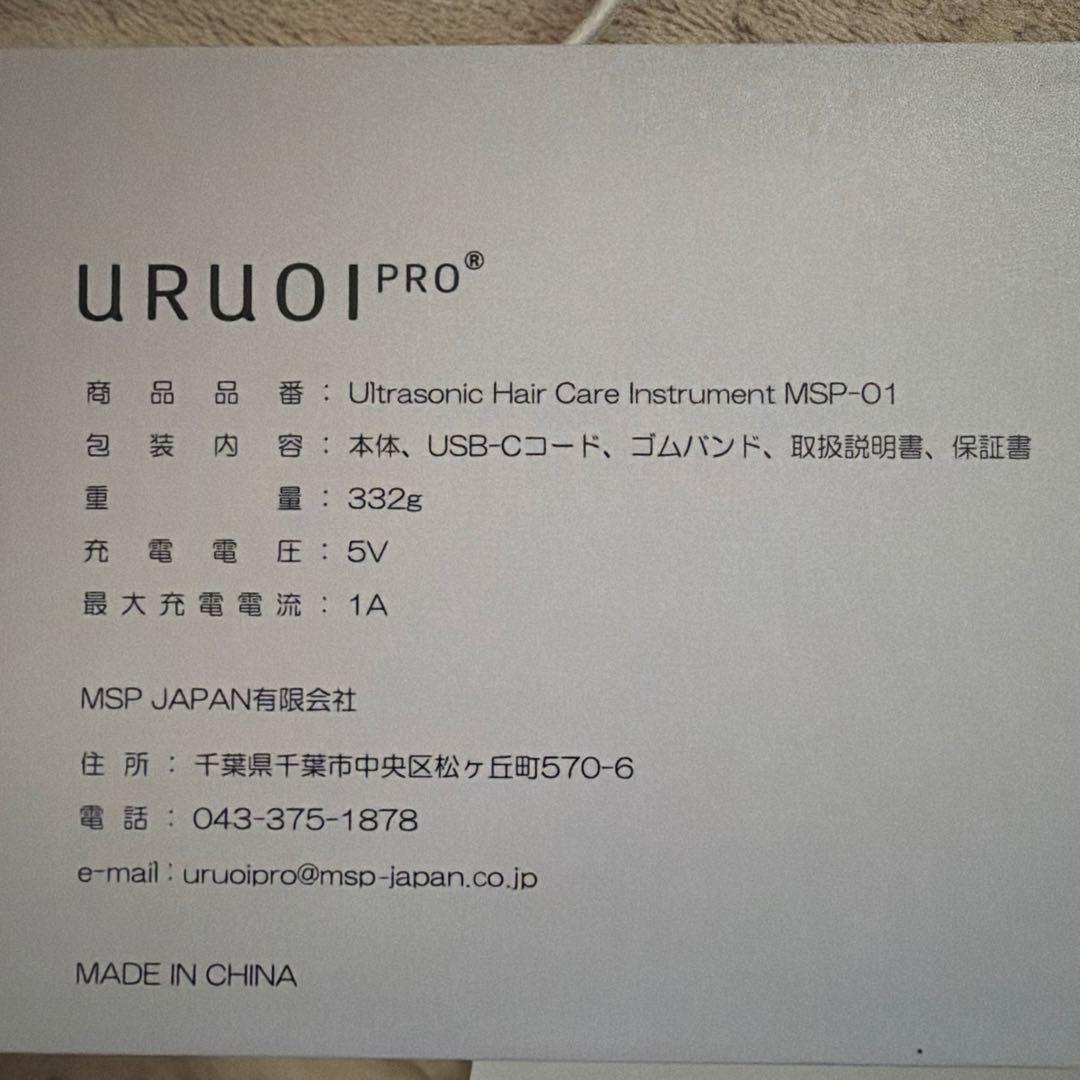 URUOI PRO®
商品品番：Ultrasonic Hair Care Instrument MSP-01
包装内容：本体、USB-Cコード、ゴムバンド、取扱説明書、保証書
重量：332g
充電電圧：5V
最大充電電流：1A
MSP JAPAN有限会社
住所：千葉県千葉市中央区松ヶ丘町570-6
電話：043-375-1878
e-mail：uruoipro@msp-japan.co.jp
MADE IN CHINA